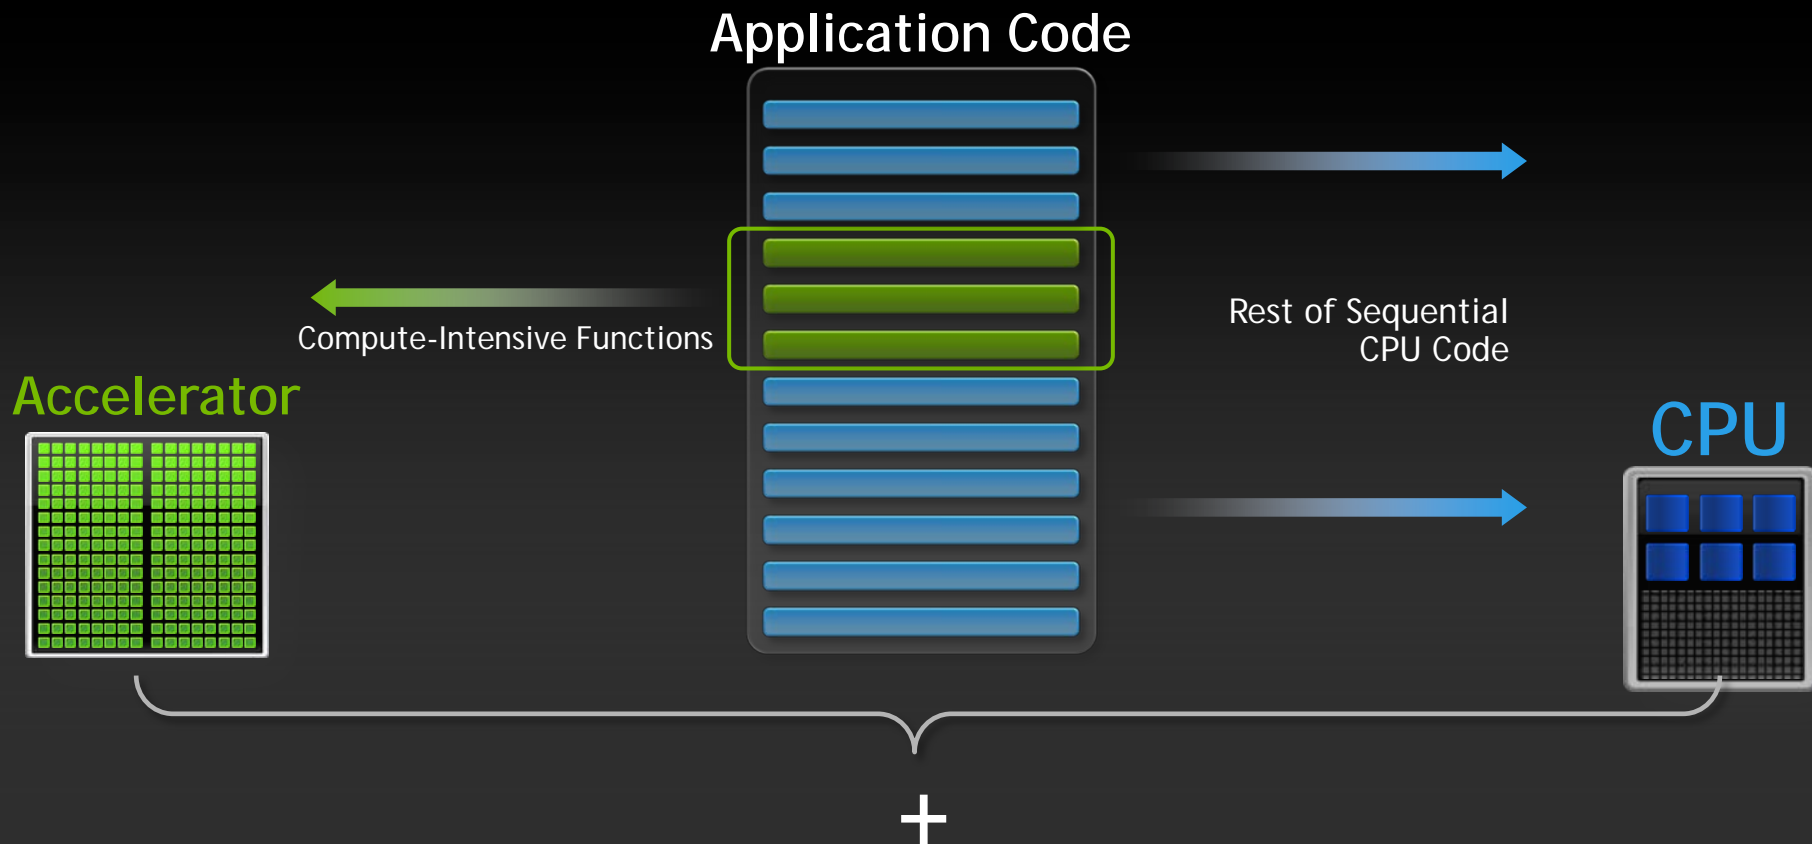 Application Code
Compute-Intensive Functions
Rest of Sequential
CPU Code
Accelerator
CPU
+